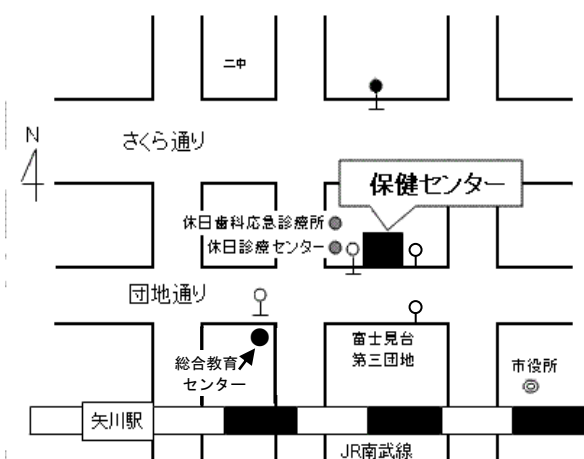 二中
N
さくら通り
保健センター
休日歯科応急診療所
休日診療センター
団地通り
富士見台
第三団地
総合教育
センター
市役所
矢川駅
JR南武線